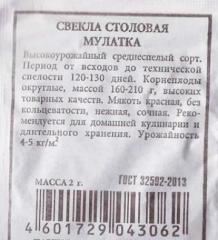 СВЕКЛА СТОЛОВАЯ
МУЛАТКА
Высокоурожайный среднеспелый сорт.
Период от всходов до технической
спелости 120-130 дней. Корнеплоды
округлые, массой 160-210 г, высоких
товарных качеств. Мякоть красная, без
кольцеватости, нежная, сочная. Реко-
мендуется для домашней кулинарии и
длительного хранения. Урожайность
4-5 кг/м²
МАССА 2 г. ГОСТ 32592-2013
4 601729 043062